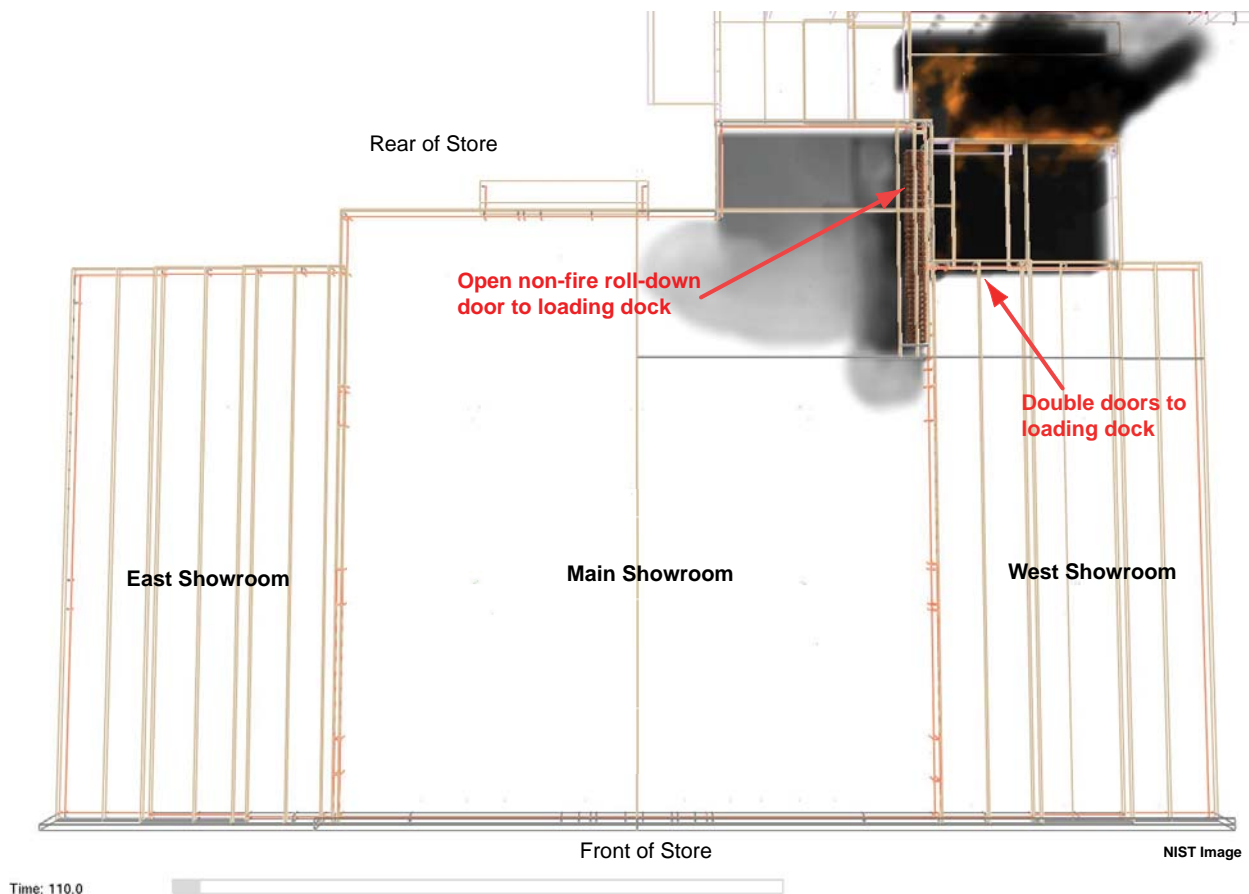 Rear of Store
Open non-fire roll-down
door to loading dock
Double doors to
loading dock
East Showroom
Main Showroom
West Showroom
Front of Store
NIST Image
Time: 110.0